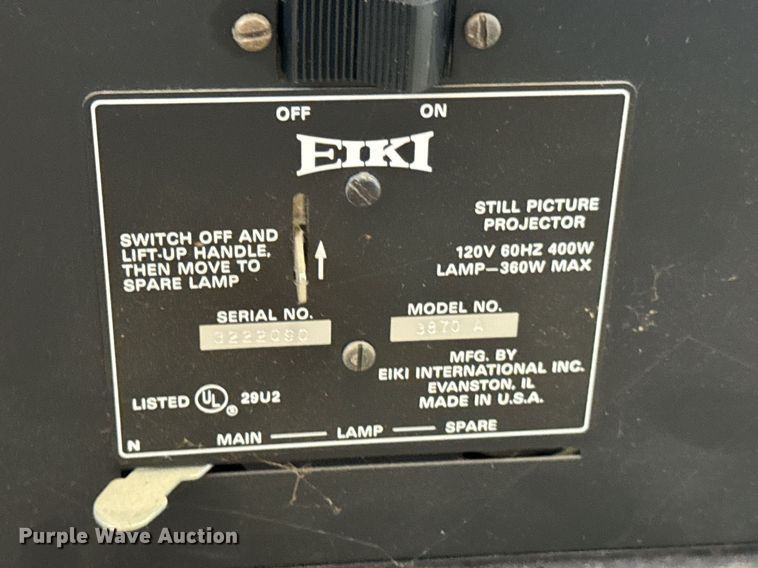 OFF ON
EIKI
STILL PICTURE
PROJECTOR
120V 60HZ 400W
LAMP-360W MAX
SWITCH OFF AND
LIFT-UP HANDLE,
THEN MOVE TO
SPARE LAMP
SERIAL NO.
MODEL NO.
3870 A
MFG. BY
EIKI INTERNATIONAL INC.
EVANSTON, IL
MADE IN U.S.A.
LISTED UL ® 29U2
N MAIN LAMP SPARE
Purple Wave Auction